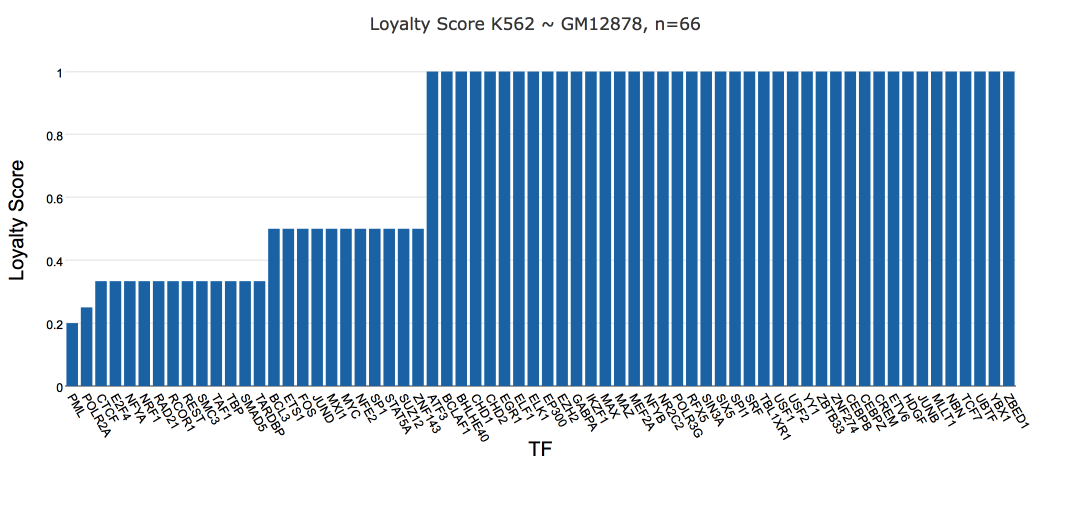 Loyalty Score K562 ~ GM12878, n=66
Loyalty Score
1
0.8
0.6
0.4
0.2
0
PML
POLR2A
CTCF
E2F4
NFYA
NRF1
RAD21
RCOR1
REST
SMC3
TAF1
TBP
SMAD5
TARDBP
BCL3
ETS1
FOS
JUND
MXI1
MYC
NFE2
SP1
STAT5A
SUZ12
ZNF143
ATF3
BCLAF1
BHLHE40
CHD1
CHD2
EGR1
ELF1
ELK1
EP300
EZH2
GABPA
IKZF1
MAX
MAZ
MEF2A
NFYB
NR2C2
POLR3G
RFX5
SIN3A
SIX5
SPI1
SRF
TBL1XR1
USF1
USF2
YY1
ZBTB33
ZNF274
CEBPB
CEBPZ
CREM
ETV6
HDGF
JUNB
MLLT1
NBN
TCF7
UBTF
YBX1
ZBED1
TF